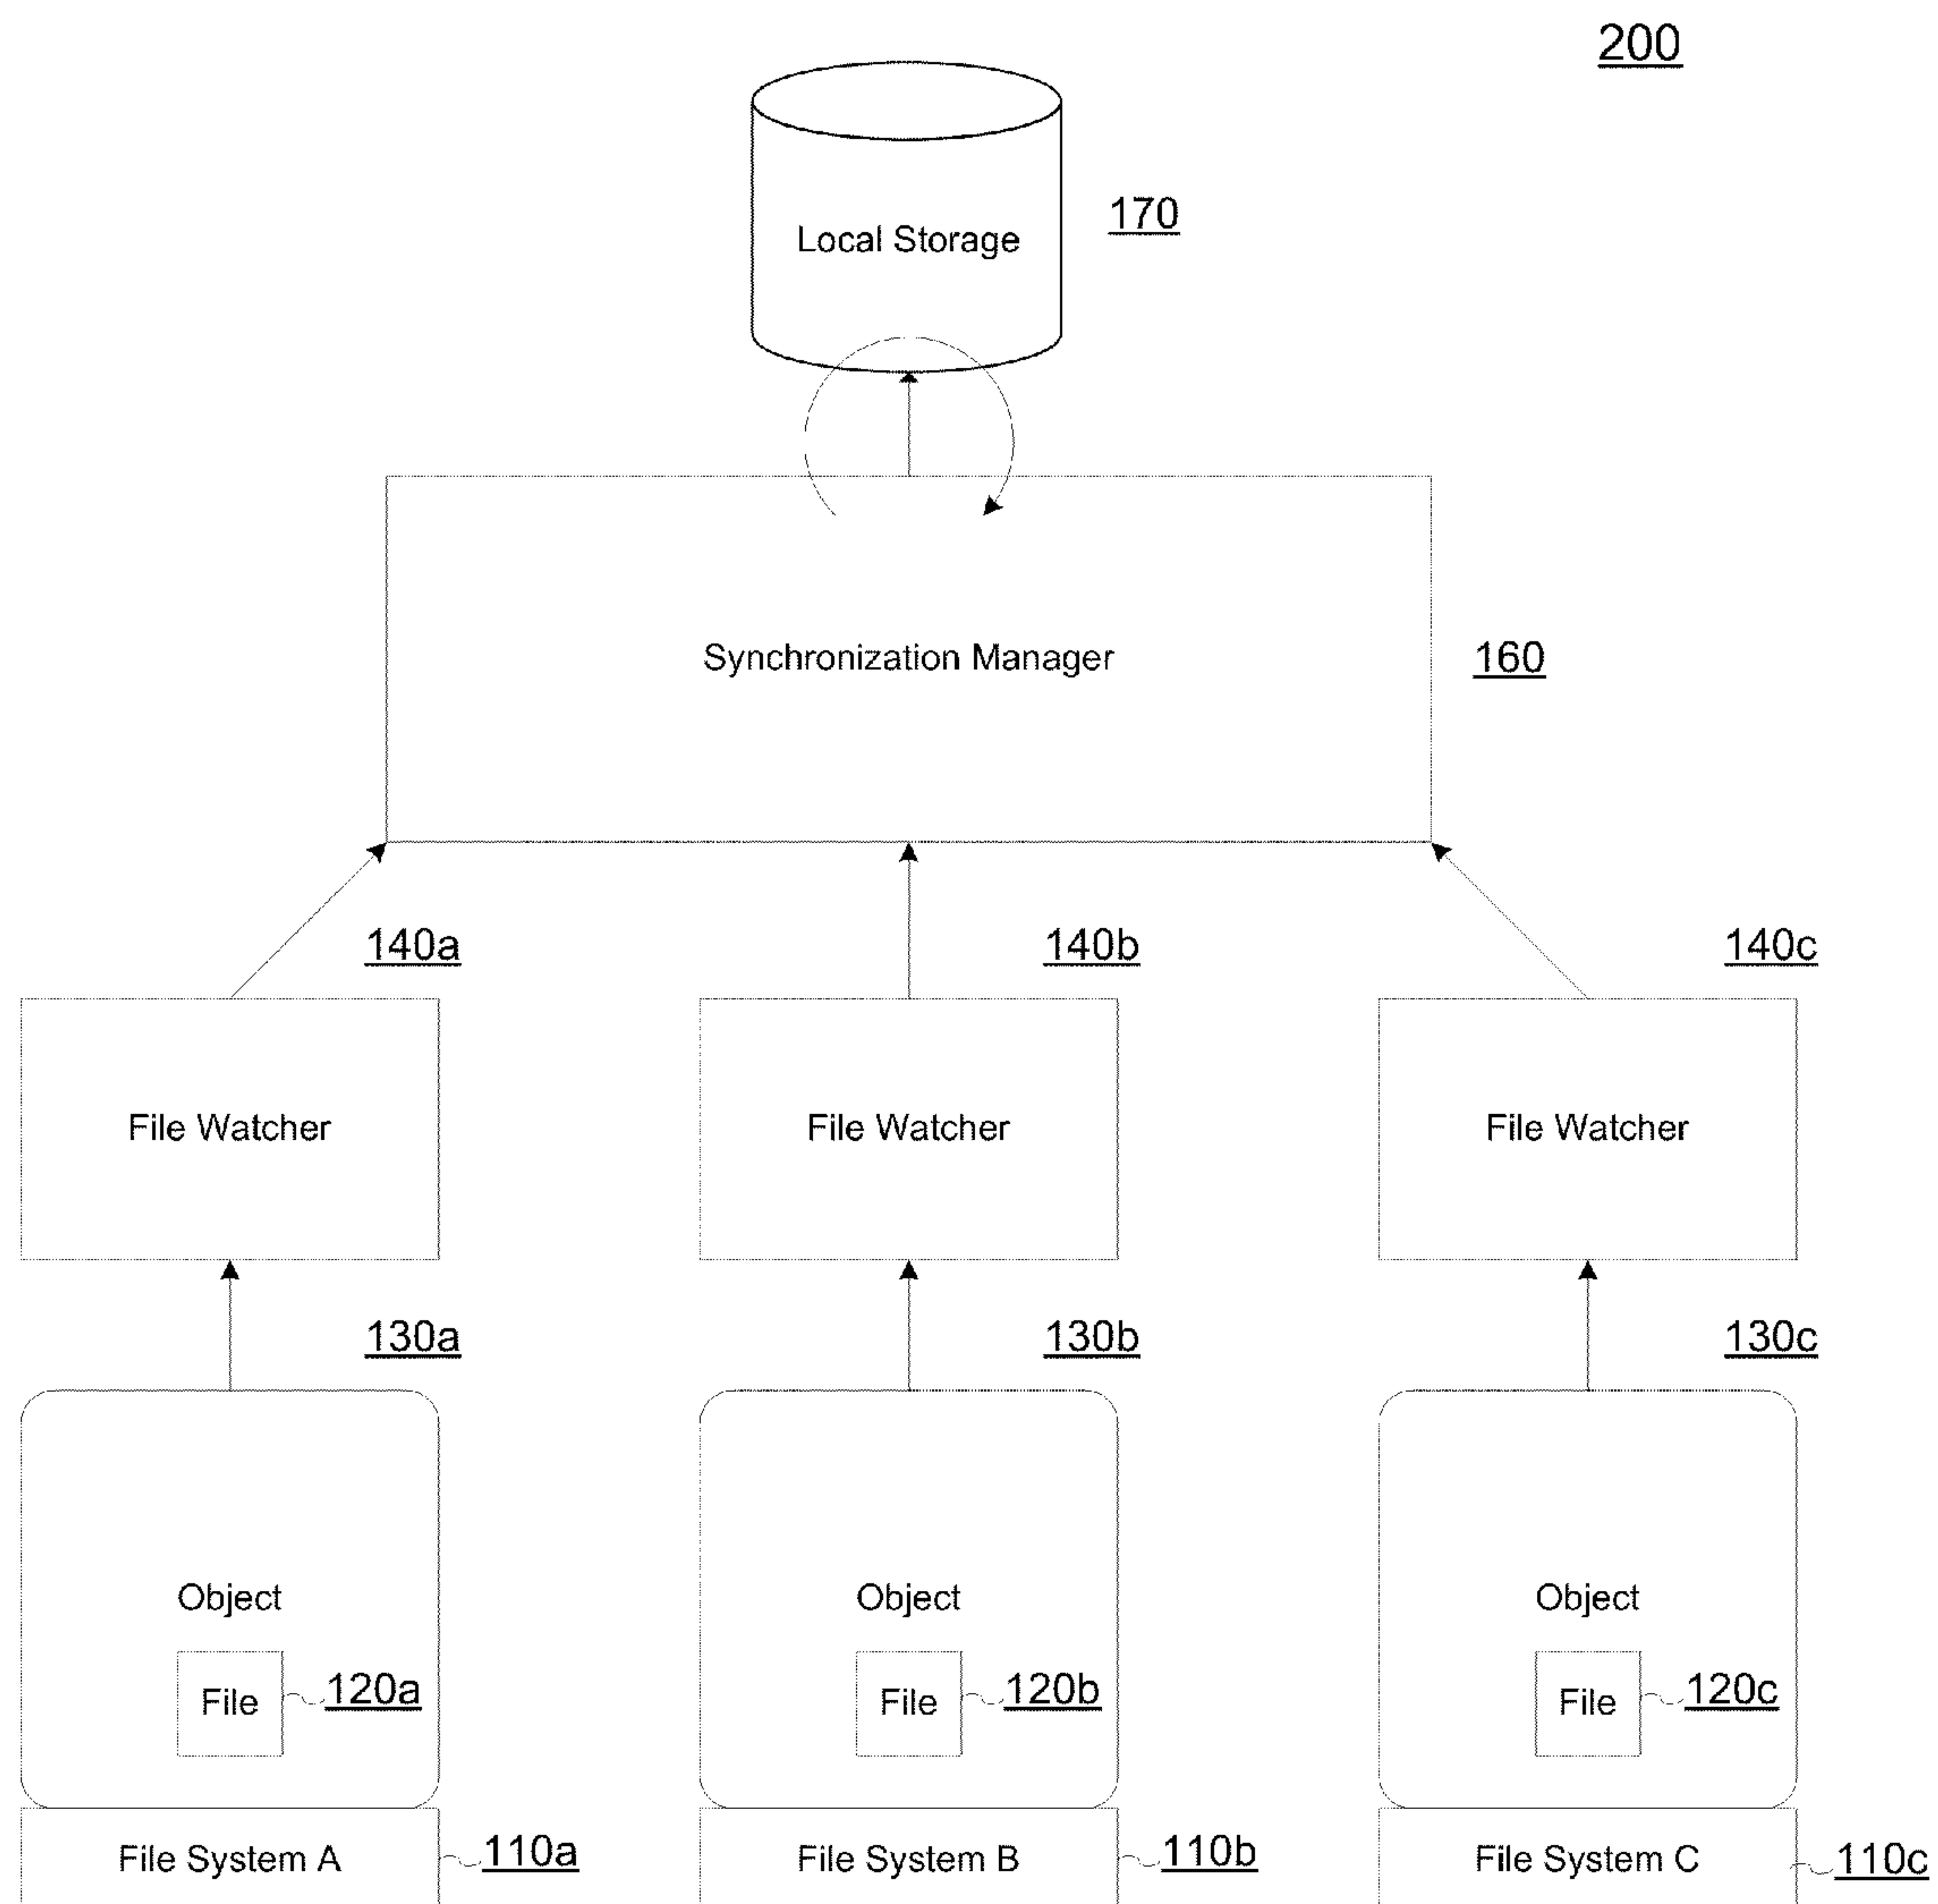 200
Local Storage
170
Synchronization Manager
160
140a
140b
140c
File Watcher
File Watcher
File Watcher
130a
130b
130c
Object
Object
Object
File
120a
File
120b
File
120c
File System A
110a
File System B
110b
File System C
110c